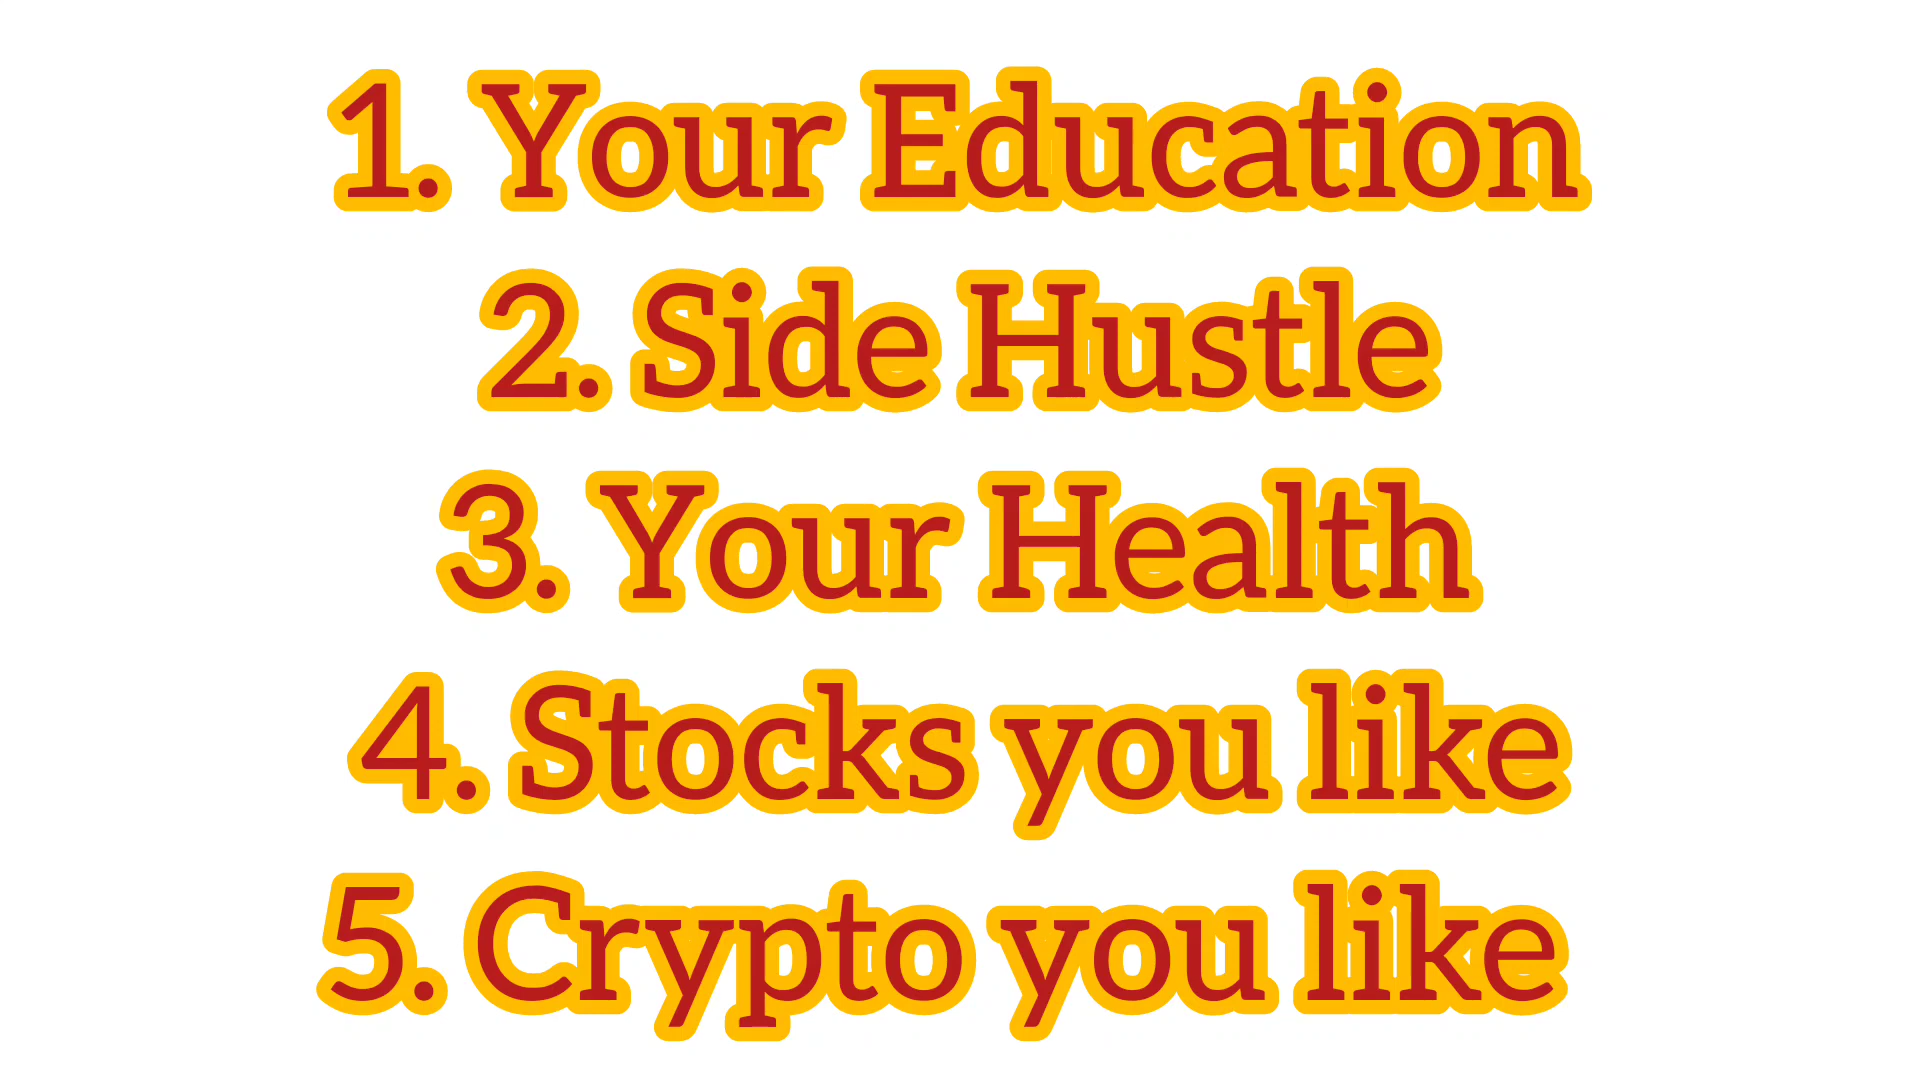 1. Your Education
2. Side Hustle
3. Your Health
4. Stocks you like
5. Crypto you like